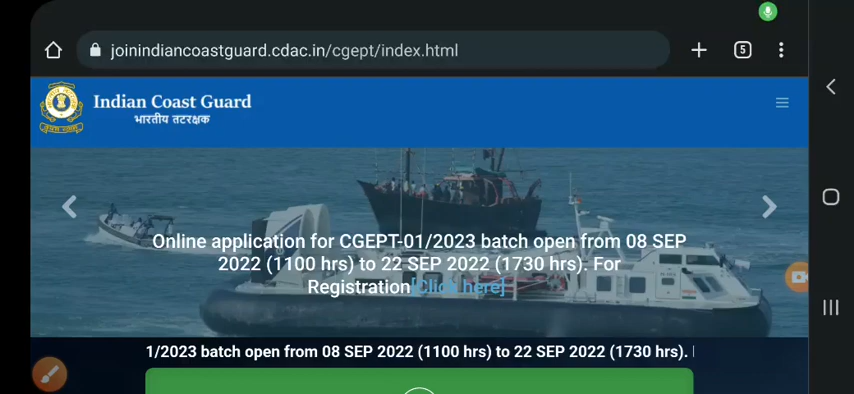 joinindiancoastguard.cdac.in/cgept/index.html
5
Indian Coast Guard
भारतीय तटरक्षक
Online application for CGEPT-01/2023 batch open from 08 SEP
2022 (1100 hrs) to 22 SEP 2022 (1730 hrs). For
Registration[Click here]
1/2023 batch open from 08 SEP 2022 (1100 hrs) to 22 SEP 2022 (1730 hrs).